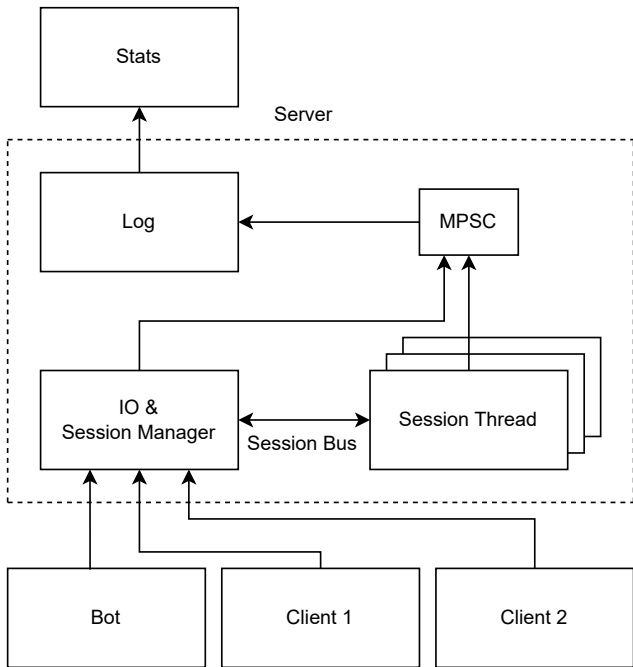 Stats
Server
Log
MPSC
IO &
Session Manager
Session Bus
Session Thread
Bot
Client 1
Client 2